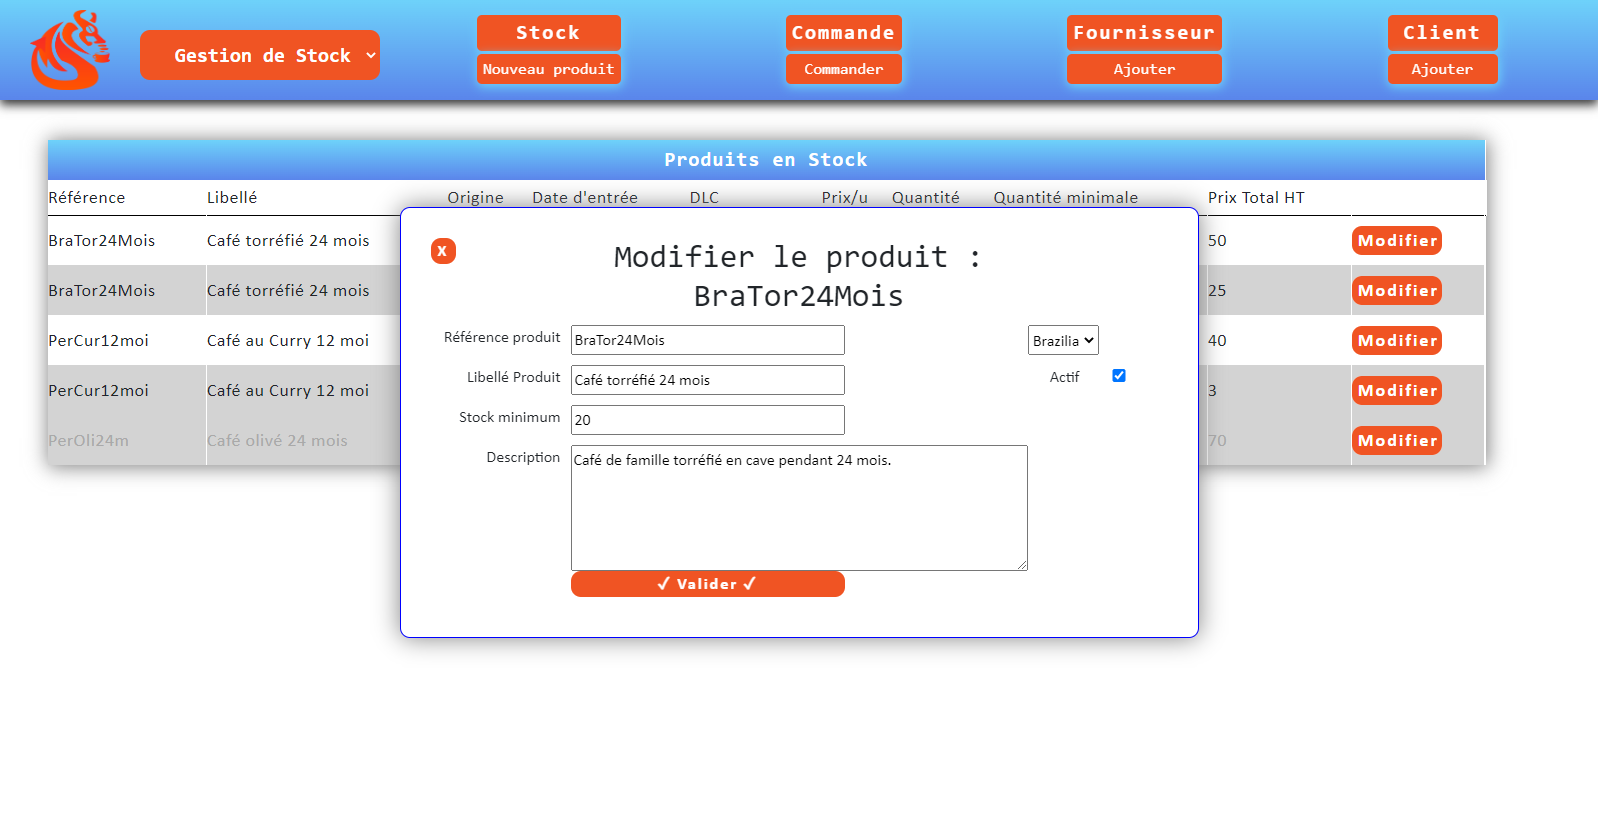 Gestion de Stock
Stock
Nouveau produit
Commande
Commander
Fournisseur
Ajouter
Client
Ajouter
Produits en Stock
Référence Libellé Origine Date d'entrée DLC Prix/u Quantité Quantité minimale Prix Total HT
BraTor24Mois Café torréfié 24 mois 50 Modifier
BraTor24Mois Café torréfié 24 mois 25 Modifier
PerCur12moi Café au Curry 12 moi 40 Modifier
PerCur12moi Café au Curry 12 moi 3 Modifier
PerOli24m Café olivé 24 mois 70 Modifier
X
Modifier le produit :
BraTor24Mois
Référence produit BraTor24Mois Brazilia
Libellé Produit Café torréfié 24 mois Actif
Stock minimum 20
Description Café de famille torréfié en cave pendant 24 mois.
✓ Valider ✓